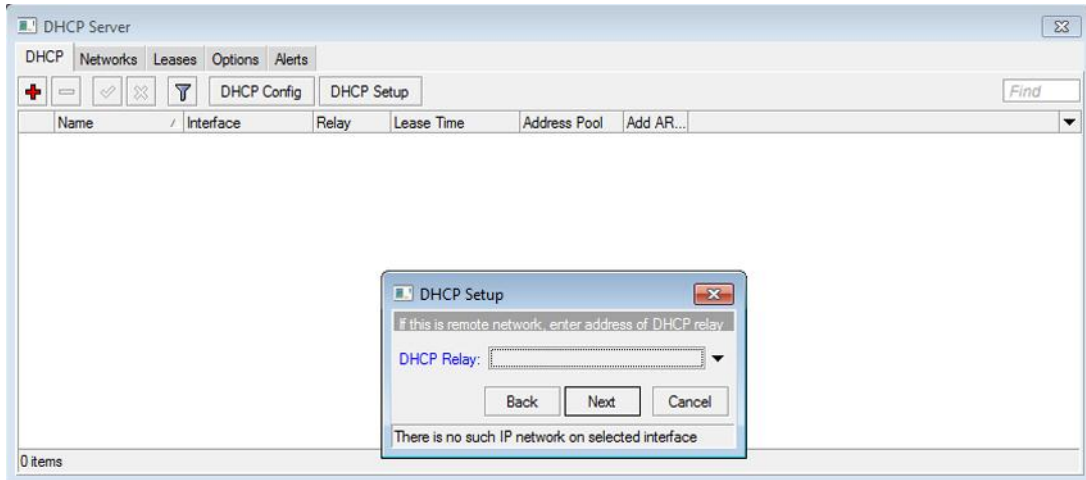 DHCP Server
DHCP Networks Leases Options Alerts
DHCP Config DHCP Setup Find
Name Interface Relay Lease Time Address Pool Add AR...
DHCP Setup
If this is remote network, enter address of DHCP relay
DHCP Relay:
Back Next Cancel
There is no such IP network on selected interface
0 items